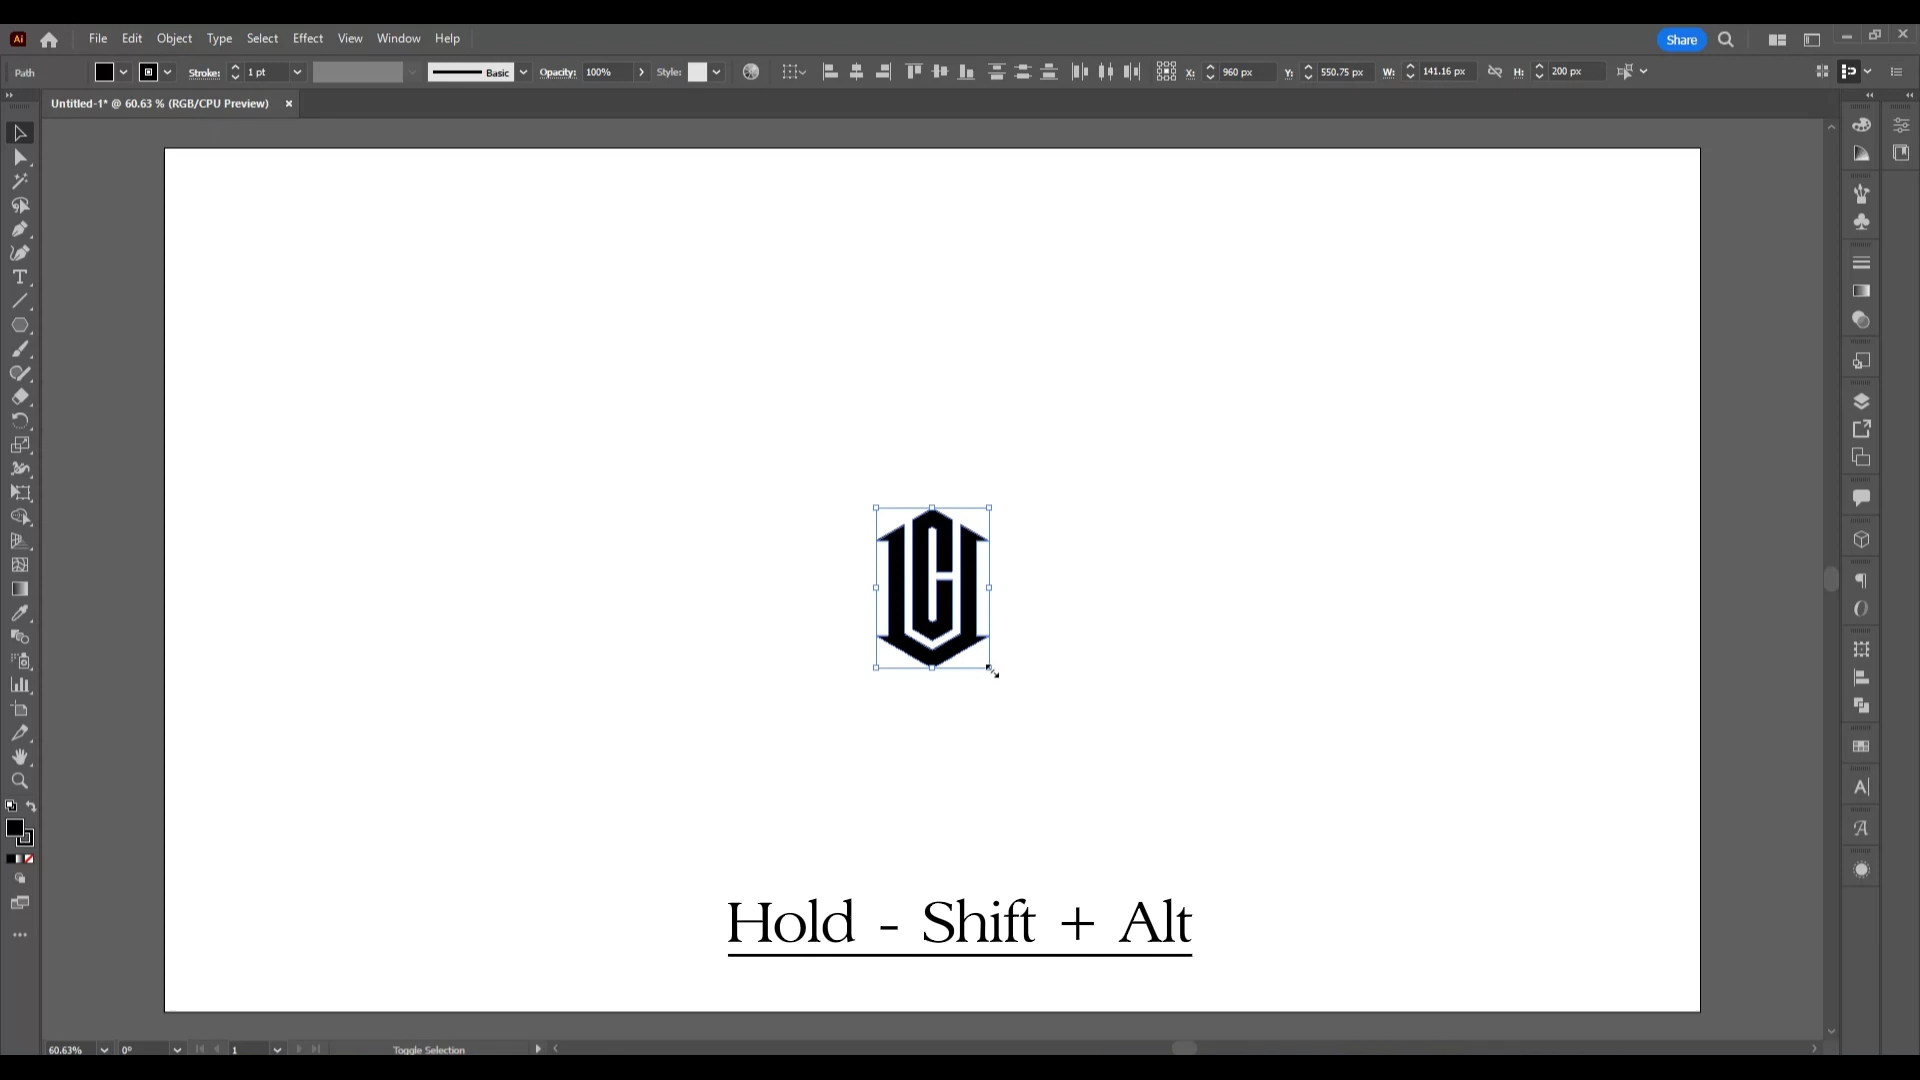 Ai File Edit Object Type Select Effect View Window Help Share
Path Stroke: 1 pt Basic Opacity: 100% Style: X: 960 px Y: 550.75 px W: 141.16 px H: 200 px
Untitled-1* @ 60.63 % (RGB/CPU Preview) ×
Hold - Shift + Alt
60.63% 0° 1 Toggle Selection